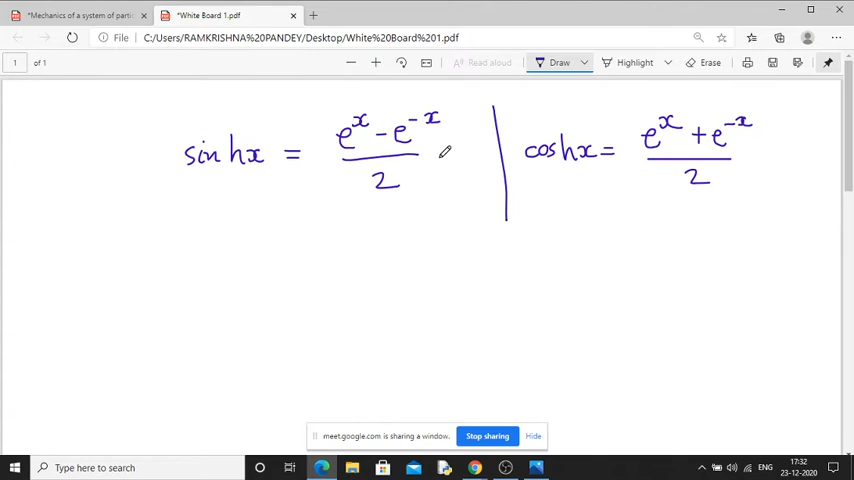 *Mechanics of a system of partic
*White Board 1.pdf
File
C:/Users/RAMKRISHNA%20PANDEY/Desktop/White%20Board%201.pdf
1 of 1
Read aloud
Draw
Highlight
Erase
sinhx = (e^x - e^-x)/2 | coshx = (e^x + e^-x)/2
meet.google.com is sharing a window.
Stop sharing
Hide
Type here to search
ENG
17:32
23-12-2020